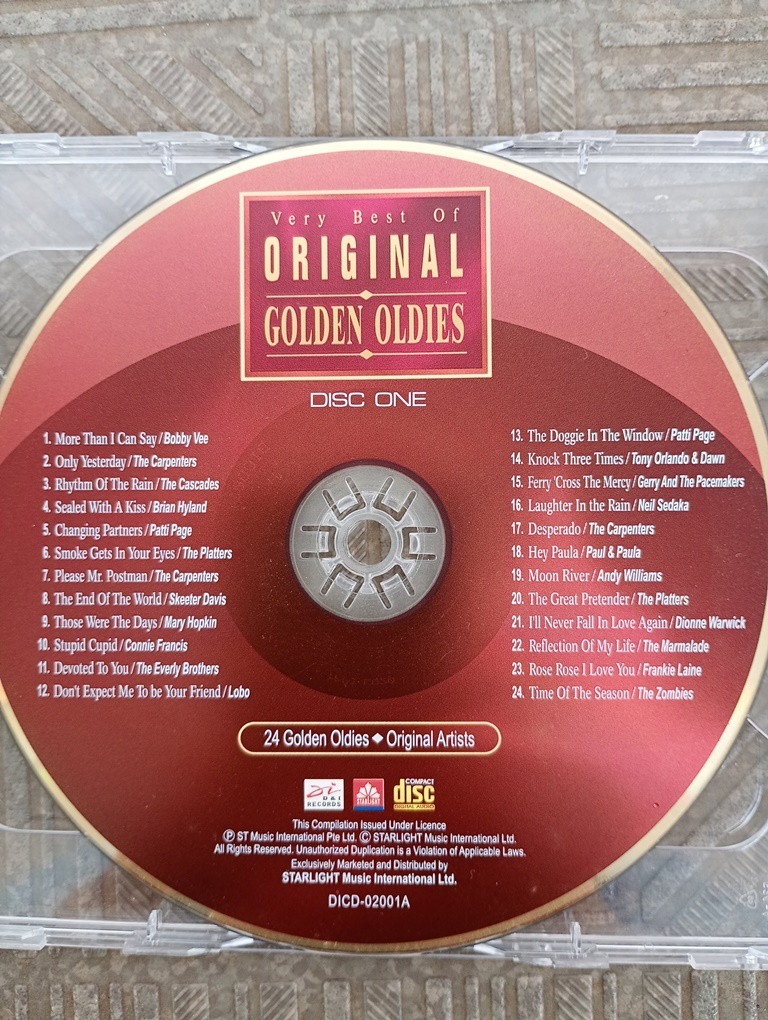 Very Best Of
ORIGINAL
GOLDEN OLDIES
DISC ONE
1. More Than I Can Say / Bobby Vee
2. Only Yesterday / The Carpenters
3. Rhythm Of The Rain / The Cascades
4. Sealed With A Kiss / Brian Hyland
5. Changing Partners / Patti Page
6. Smoke Gets In Your Eyes / The Platters
7. Please Mr. Postman / The Carpenters
8. The End Of The World / Skeeter Davis
9. Those Were The Days / Mary Hopkin
10. Stupid Cupid / Connie Francis
11. Devoted To You / The Everly Brothers
12. Don't Expect Me To be Your Friend / Lobo
13. The Doggie In The Window / Patti Page
14. Knock Three Times / Tony Orlando & Dawn
15. Ferry 'Cross The Mercy / Gerry And The Pacemakers
16. Laughter In the Rain / Neil Sedaka
17. Desperado / The Carpenters
18. Hey Paula / Paul & Paula
19. Moon River / Andy Williams
20. The Great Pretender / The Platters
21. I'll Never Fall In Love Again / Dionne Warwick
22. Reflection Of My Life / The Marmalade
23. Rose Rose I Love You / Frankie Laine
24. Time Of The Season / The Zombies
24 Golden Oldies ◆ Original Artists
D & I RECORDS
STARLIGHT
COMPACT disc DIGITAL AUDIO
This Compilation Issued Under Licence
Ⓟ ST Music International Pte Ltd. © STARLIGHT Music International Ltd.
All Rights Reserved. Unauthorized Duplication is a Violation of Applicable Laws.
Exclusively Marketed and Distributed by
STARLIGHT Music International Ltd.
DICD-02001A